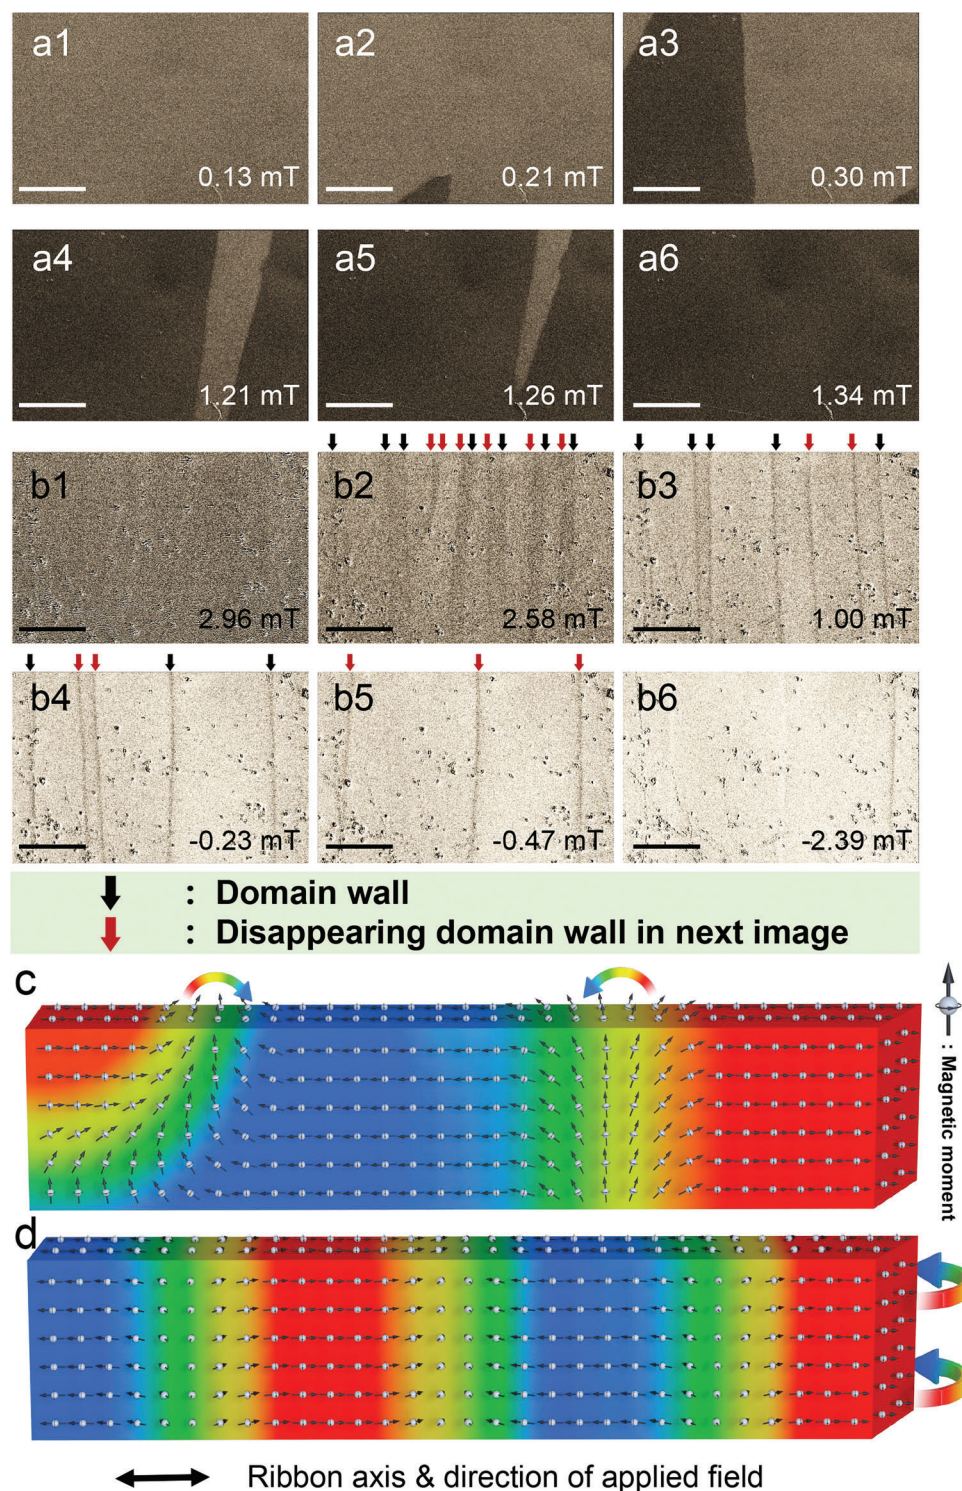 a1
0.13 mT
a2
0.21 mT
a3
0.30 mT
a4
1.21 mT
a5
1.26 mT
a6
1.34 mT
b1
2.96 mT
b2
2.58 mT
b3
1.00 mT
b4
-0.23 mT
b5
-0.47 mT
b6
-2.39 mT
: Domain wall
: Disappearing domain wall in next image
c
: Magnetic moment
d
Ribbon axis & direction of applied field